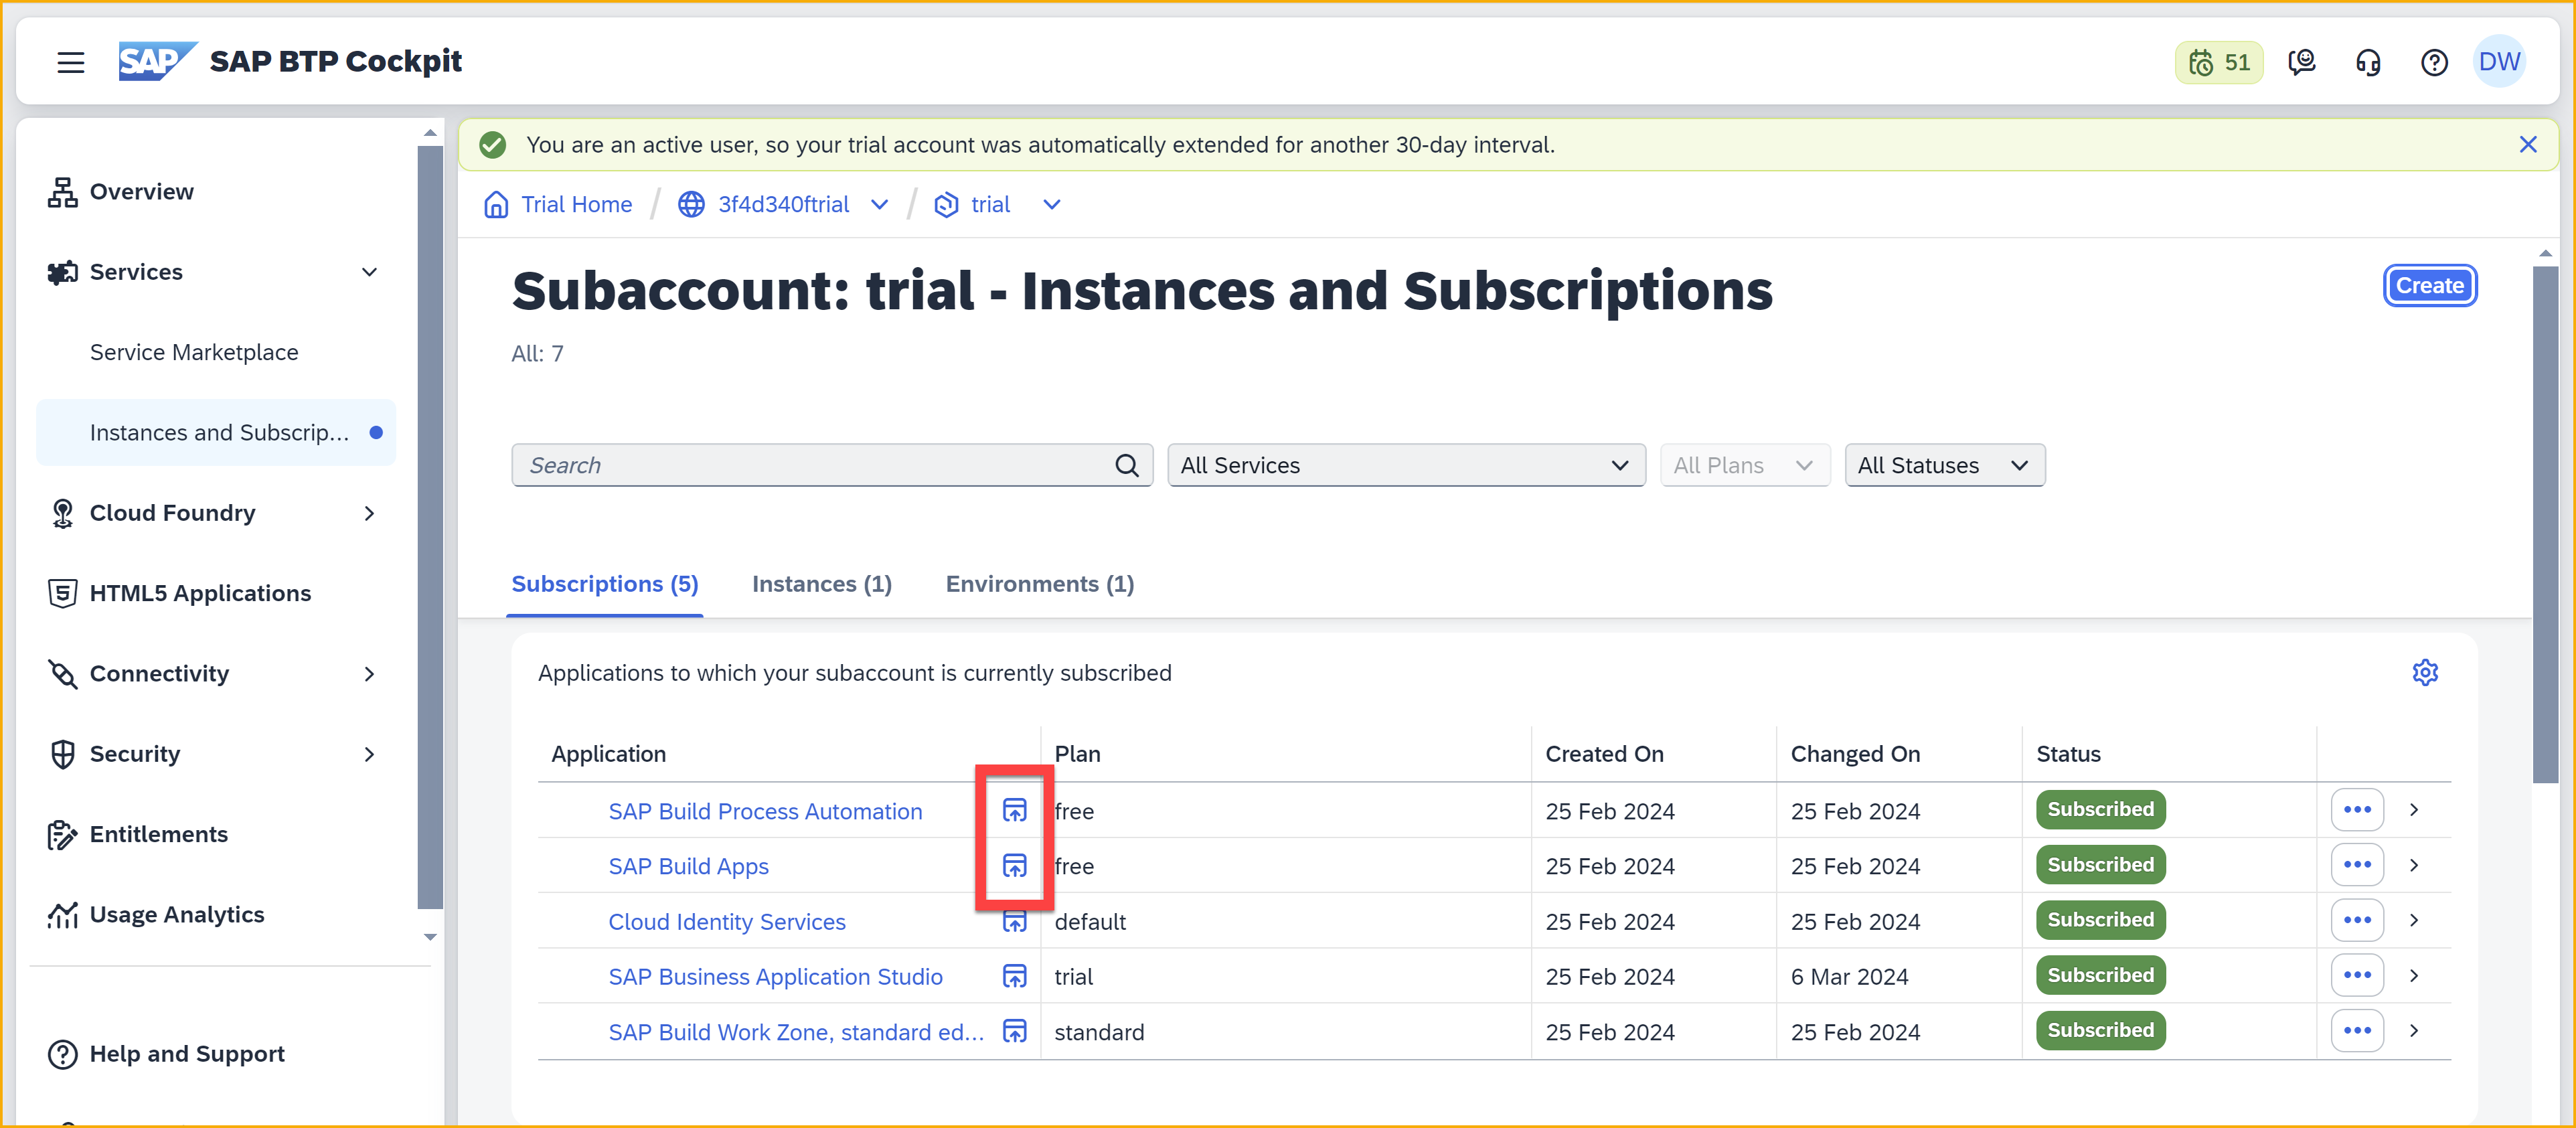 SAP SAP BTP Cockpit
51
DW
Overview
Services
Service Marketplace
Instances and Subscrip...
Cloud Foundry
HTML5 Applications
Connectivity
Security
Entitlements
Usage Analytics
Help and Support
You are an active user, so your trial account was automatically extended for another 30-day interval.
Trial Home / 3f4d340ftrial / trial
Subaccount: trial - Instances and Subscriptions
Create
All: 7
Search
All Services
All Plans
All Statuses
Subscriptions (5) Instances (1) Environments (1)
Applications to which your subaccount is currently subscribed
Application Plan Created On Changed On Status
SAP Build Process Automation free 25 Feb 2024 25 Feb 2024 Subscribed
SAP Build Apps free 25 Feb 2024 25 Feb 2024 Subscribed
Cloud Identity Services default 25 Feb 2024 25 Feb 2024 Subscribed
SAP Business Application Studio trial 25 Feb 2024 6 Mar 2024 Subscribed
SAP Build Work Zone, standard ed... standard 25 Feb 2024 25 Feb 2024 Subscribed